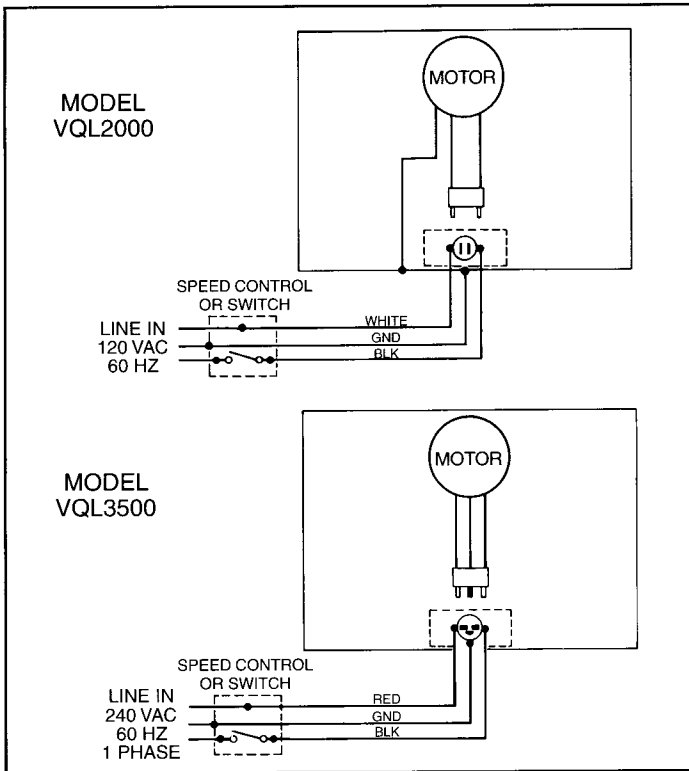 MODEL
VQL2000
MOTOR
SPEED CONTROL
OR SWITCH
LINE IN
120 VAC
60 HZ
WHITE
GND
BLK
MODEL
VQL3500
MOTOR
SPEED CONTROL
OR SWITCH
LINE IN
240 VAC
60 HZ
1 PHASE
RED
GND
BLK